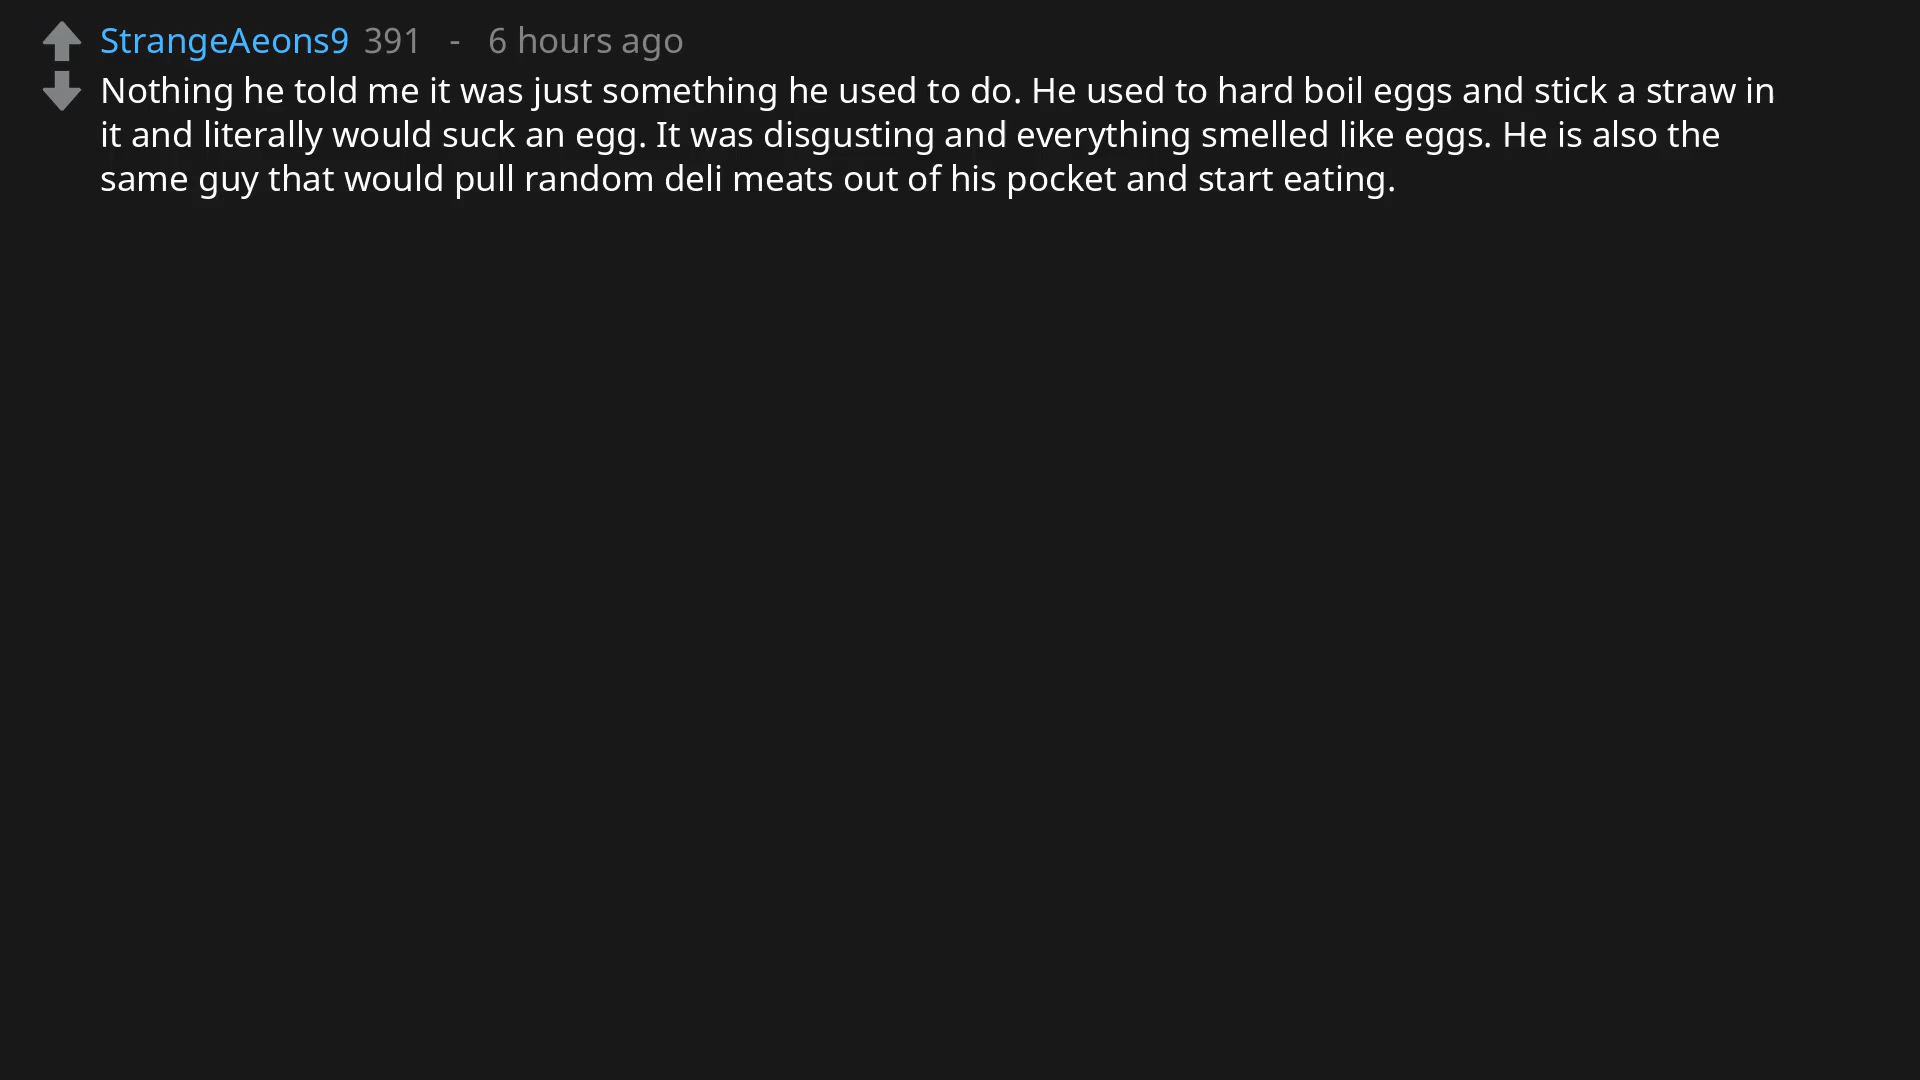 StrangeAeons9 391 - 6 hours ago
Nothing he told me it was just something he used to do. He used to hard boil eggs and stick a straw in
it and literally would suck an egg. It was disgusting and everything smelled like eggs. He is also the
same guy that would pull random deli meats out of his pocket and start eating.